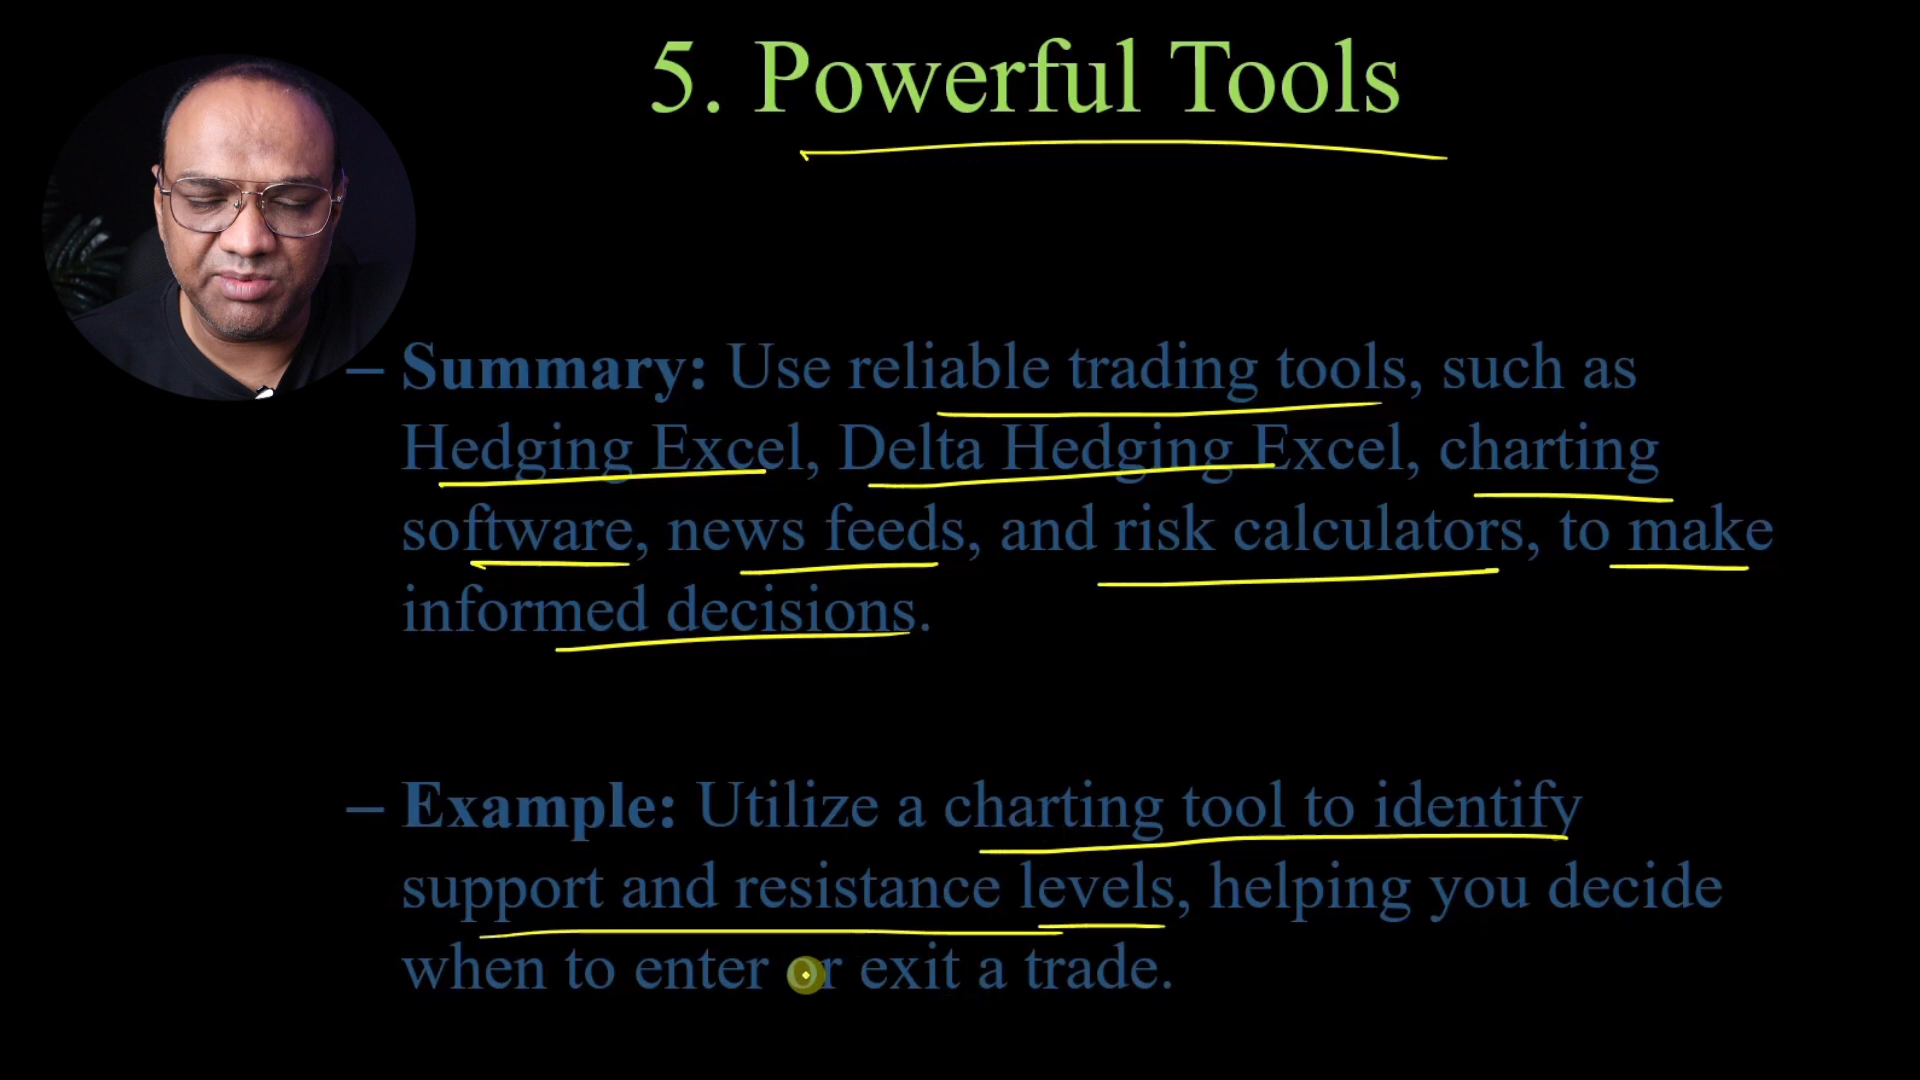 5. Powerful Tools
– Summary: Use reliable trading tools, such as
Hedging Excel, Delta Hedging Excel, charting
software, news feeds, and risk calculators, to make
informed decisions.
– Example: Utilize a charting tool to identify
support and resistance levels, helping you decide
when to enter or exit a trade.